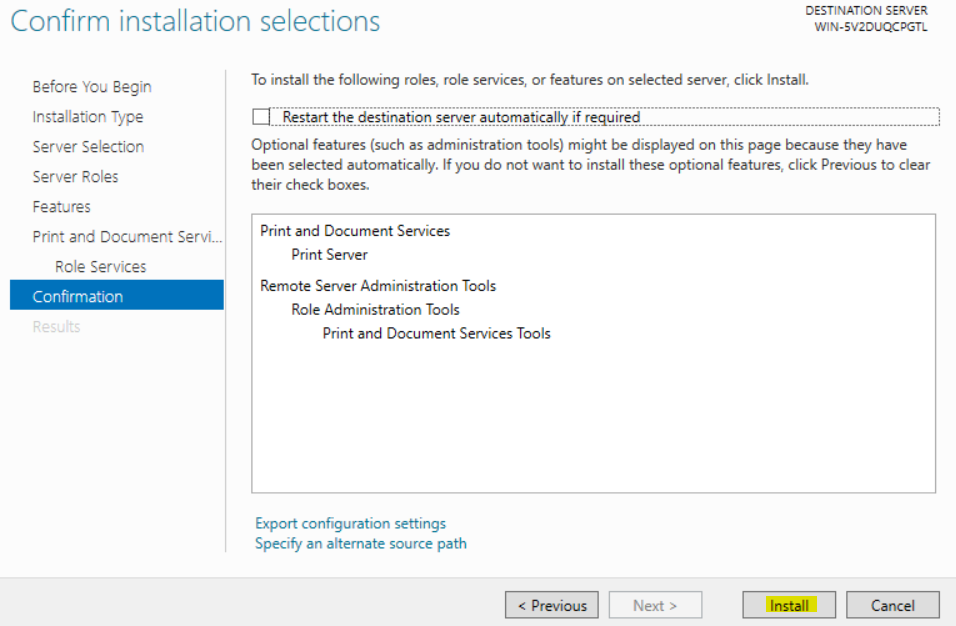 Confirm installation selections
DESTINATION SERVER
WIN-5V2DUQCPGTL
Before You Begin
Installation Type
Server Selection
Server Roles
Features
Print and Document Servi...
Role Services
Confirmation
Results
To install the following roles, role services, or features on selected server, click Install.
Restart the destination server automatically if required
Optional features (such as administration tools) might be displayed on this page because they have
been selected automatically. If you do not want to install these optional features, click Previous to clear
their check boxes.
Print and Document Services
Print Server
Remote Server Administration Tools
Role Administration Tools
Print and Document Services Tools
Export configuration settings
Specify an alternate source path
< Previous
Next >
Install
Cancel